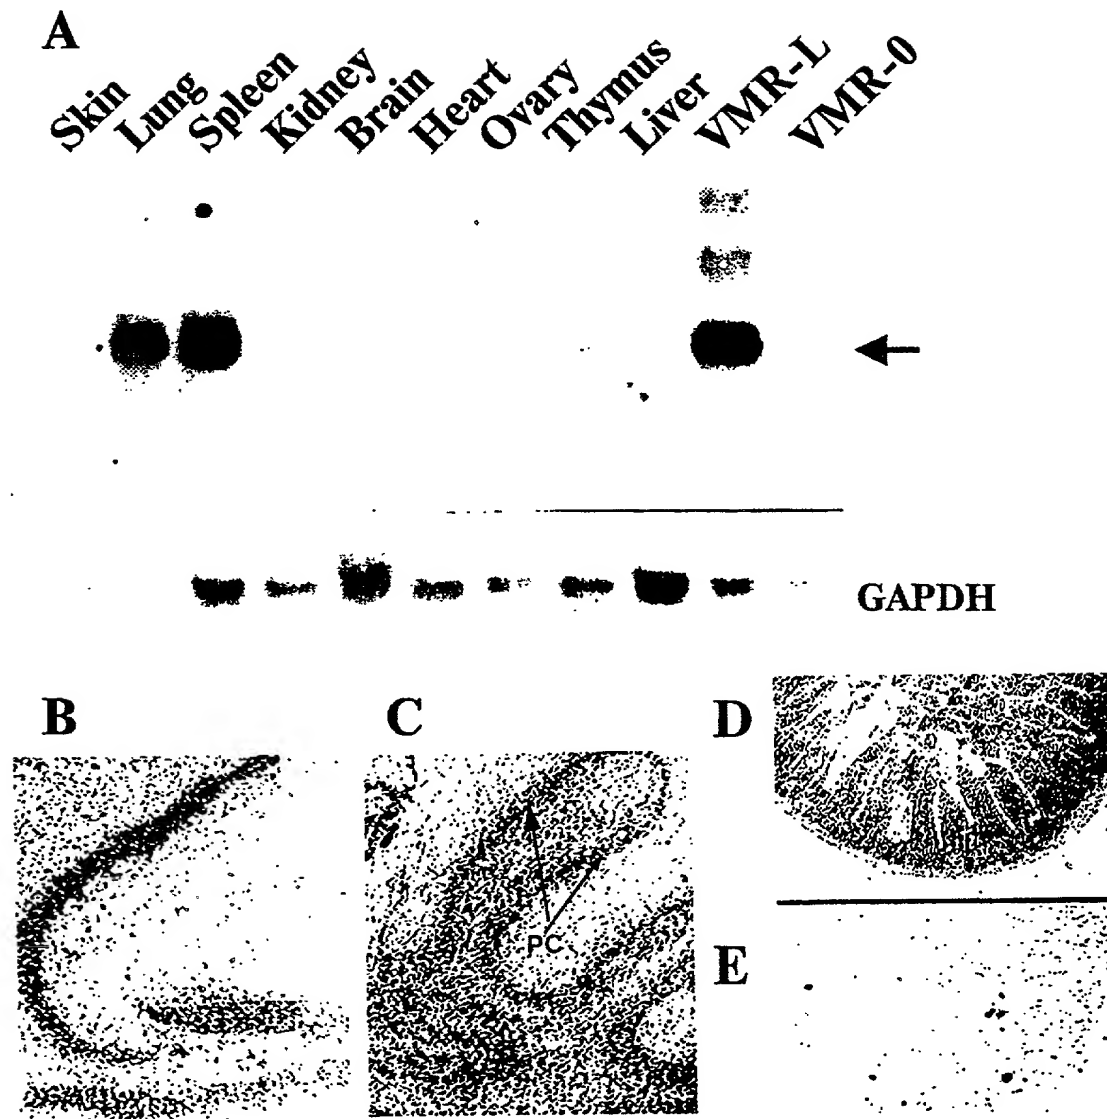 A
Skin
Lung
Spleen
Kidney
Brain
Heart
Ovary
Thymus
Liver
VMR-L
VMR-0
GAPDH
B
C
D
PC
E